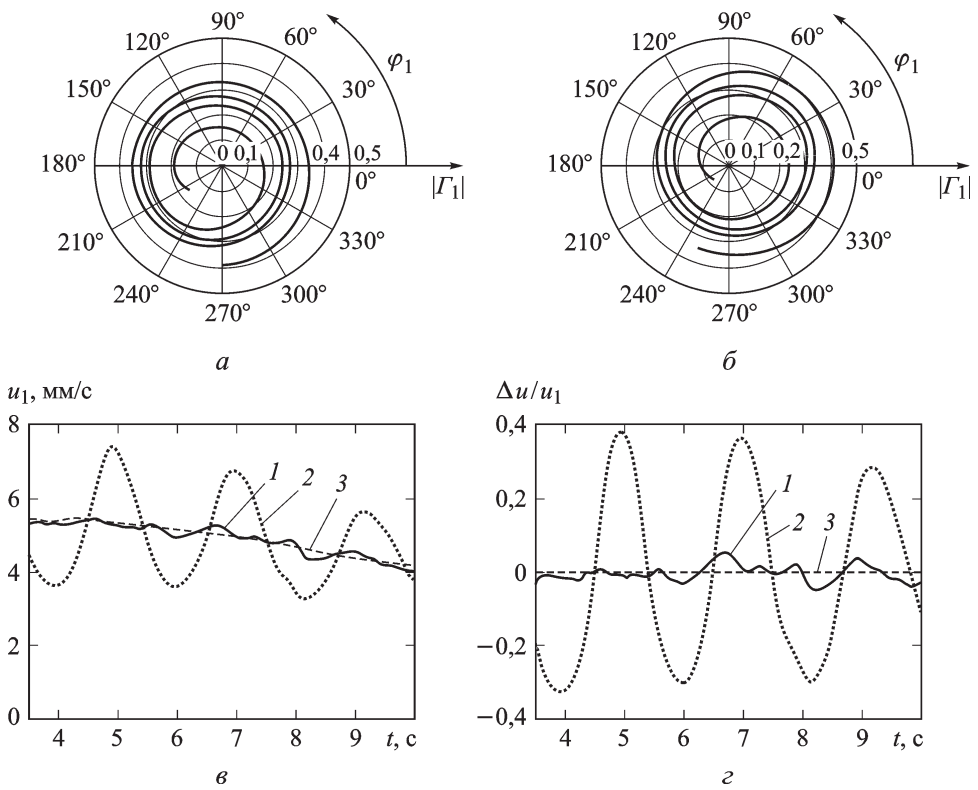 90° 90°
120° 60° 120° 60°
φ₁ φ₁
150° 30° 150° 30°
180° 0 0,1 0,4 0,5 180° 0 0,1 0,2 0,5
0° 0°
|Γ₁| |Γ₁|
210° 330° 210° 330°
240° 300° 240° 300°
270° 270°
а б
u₁, мм/с Δu/u₁
8 0,4
1 2 3 1
6 0,2
2 3
4 0
2 −0,2
0 −0,4
4 5 6 7 8 9 t, с 4 5 6 7 8 9 t, с
в г